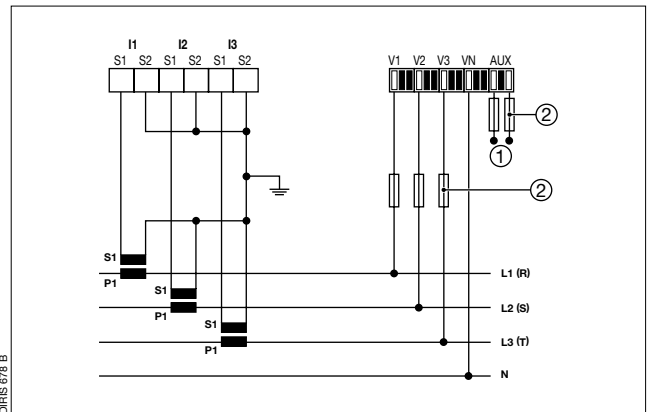 I1 I2 I3
S1 S2 S1 S2 S1 S2
V1 V2 V3 VN AUX
2
1
2
S1
P1
L1 (R)
S1
P1
L2 (S)
S1
P1
L3 (T)
N
DIRIS 678 B